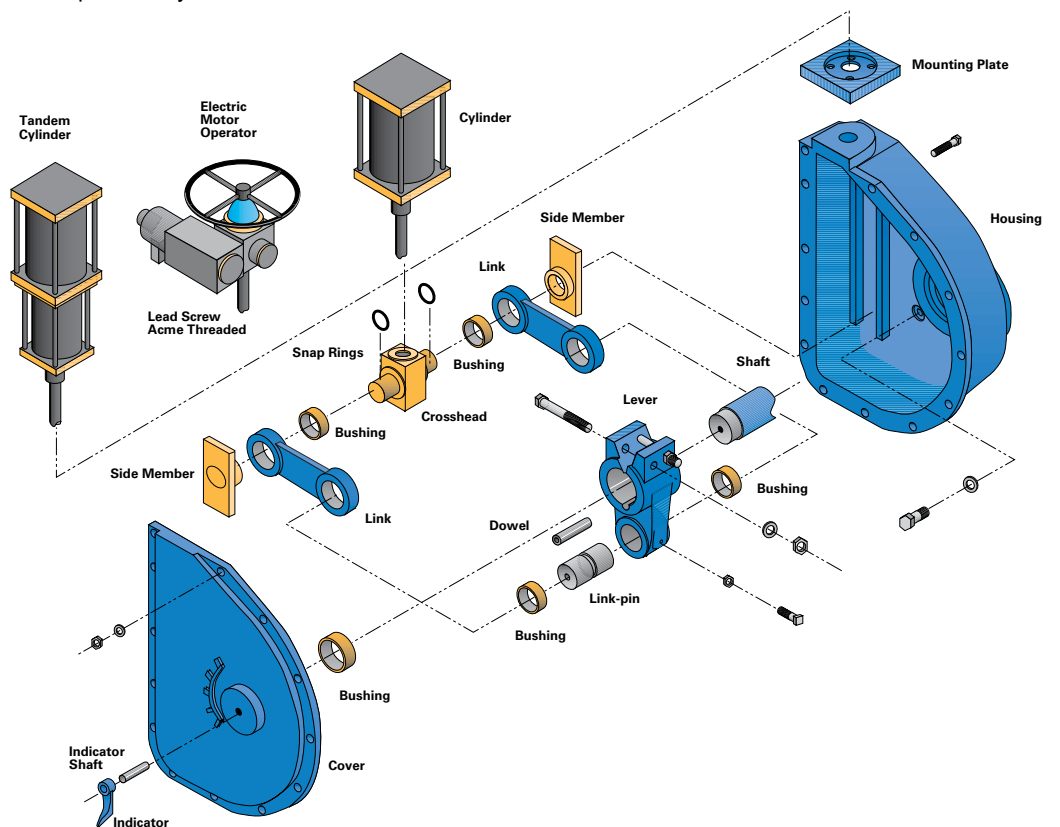 Mounting Plate
Electric
Motor
Operator
Tandem
Cylinder
Cylinder
Side Member
Housing
Link
Lead Screw
Acme Threaded
Snap Rings
Bushing
Shaft
Lever
Crosshead
Bushing
Side Member
Bushing
Link
Dowel
Link-pin
Bushing
Bushing
Indicator
Shaft
Cover
Indicator